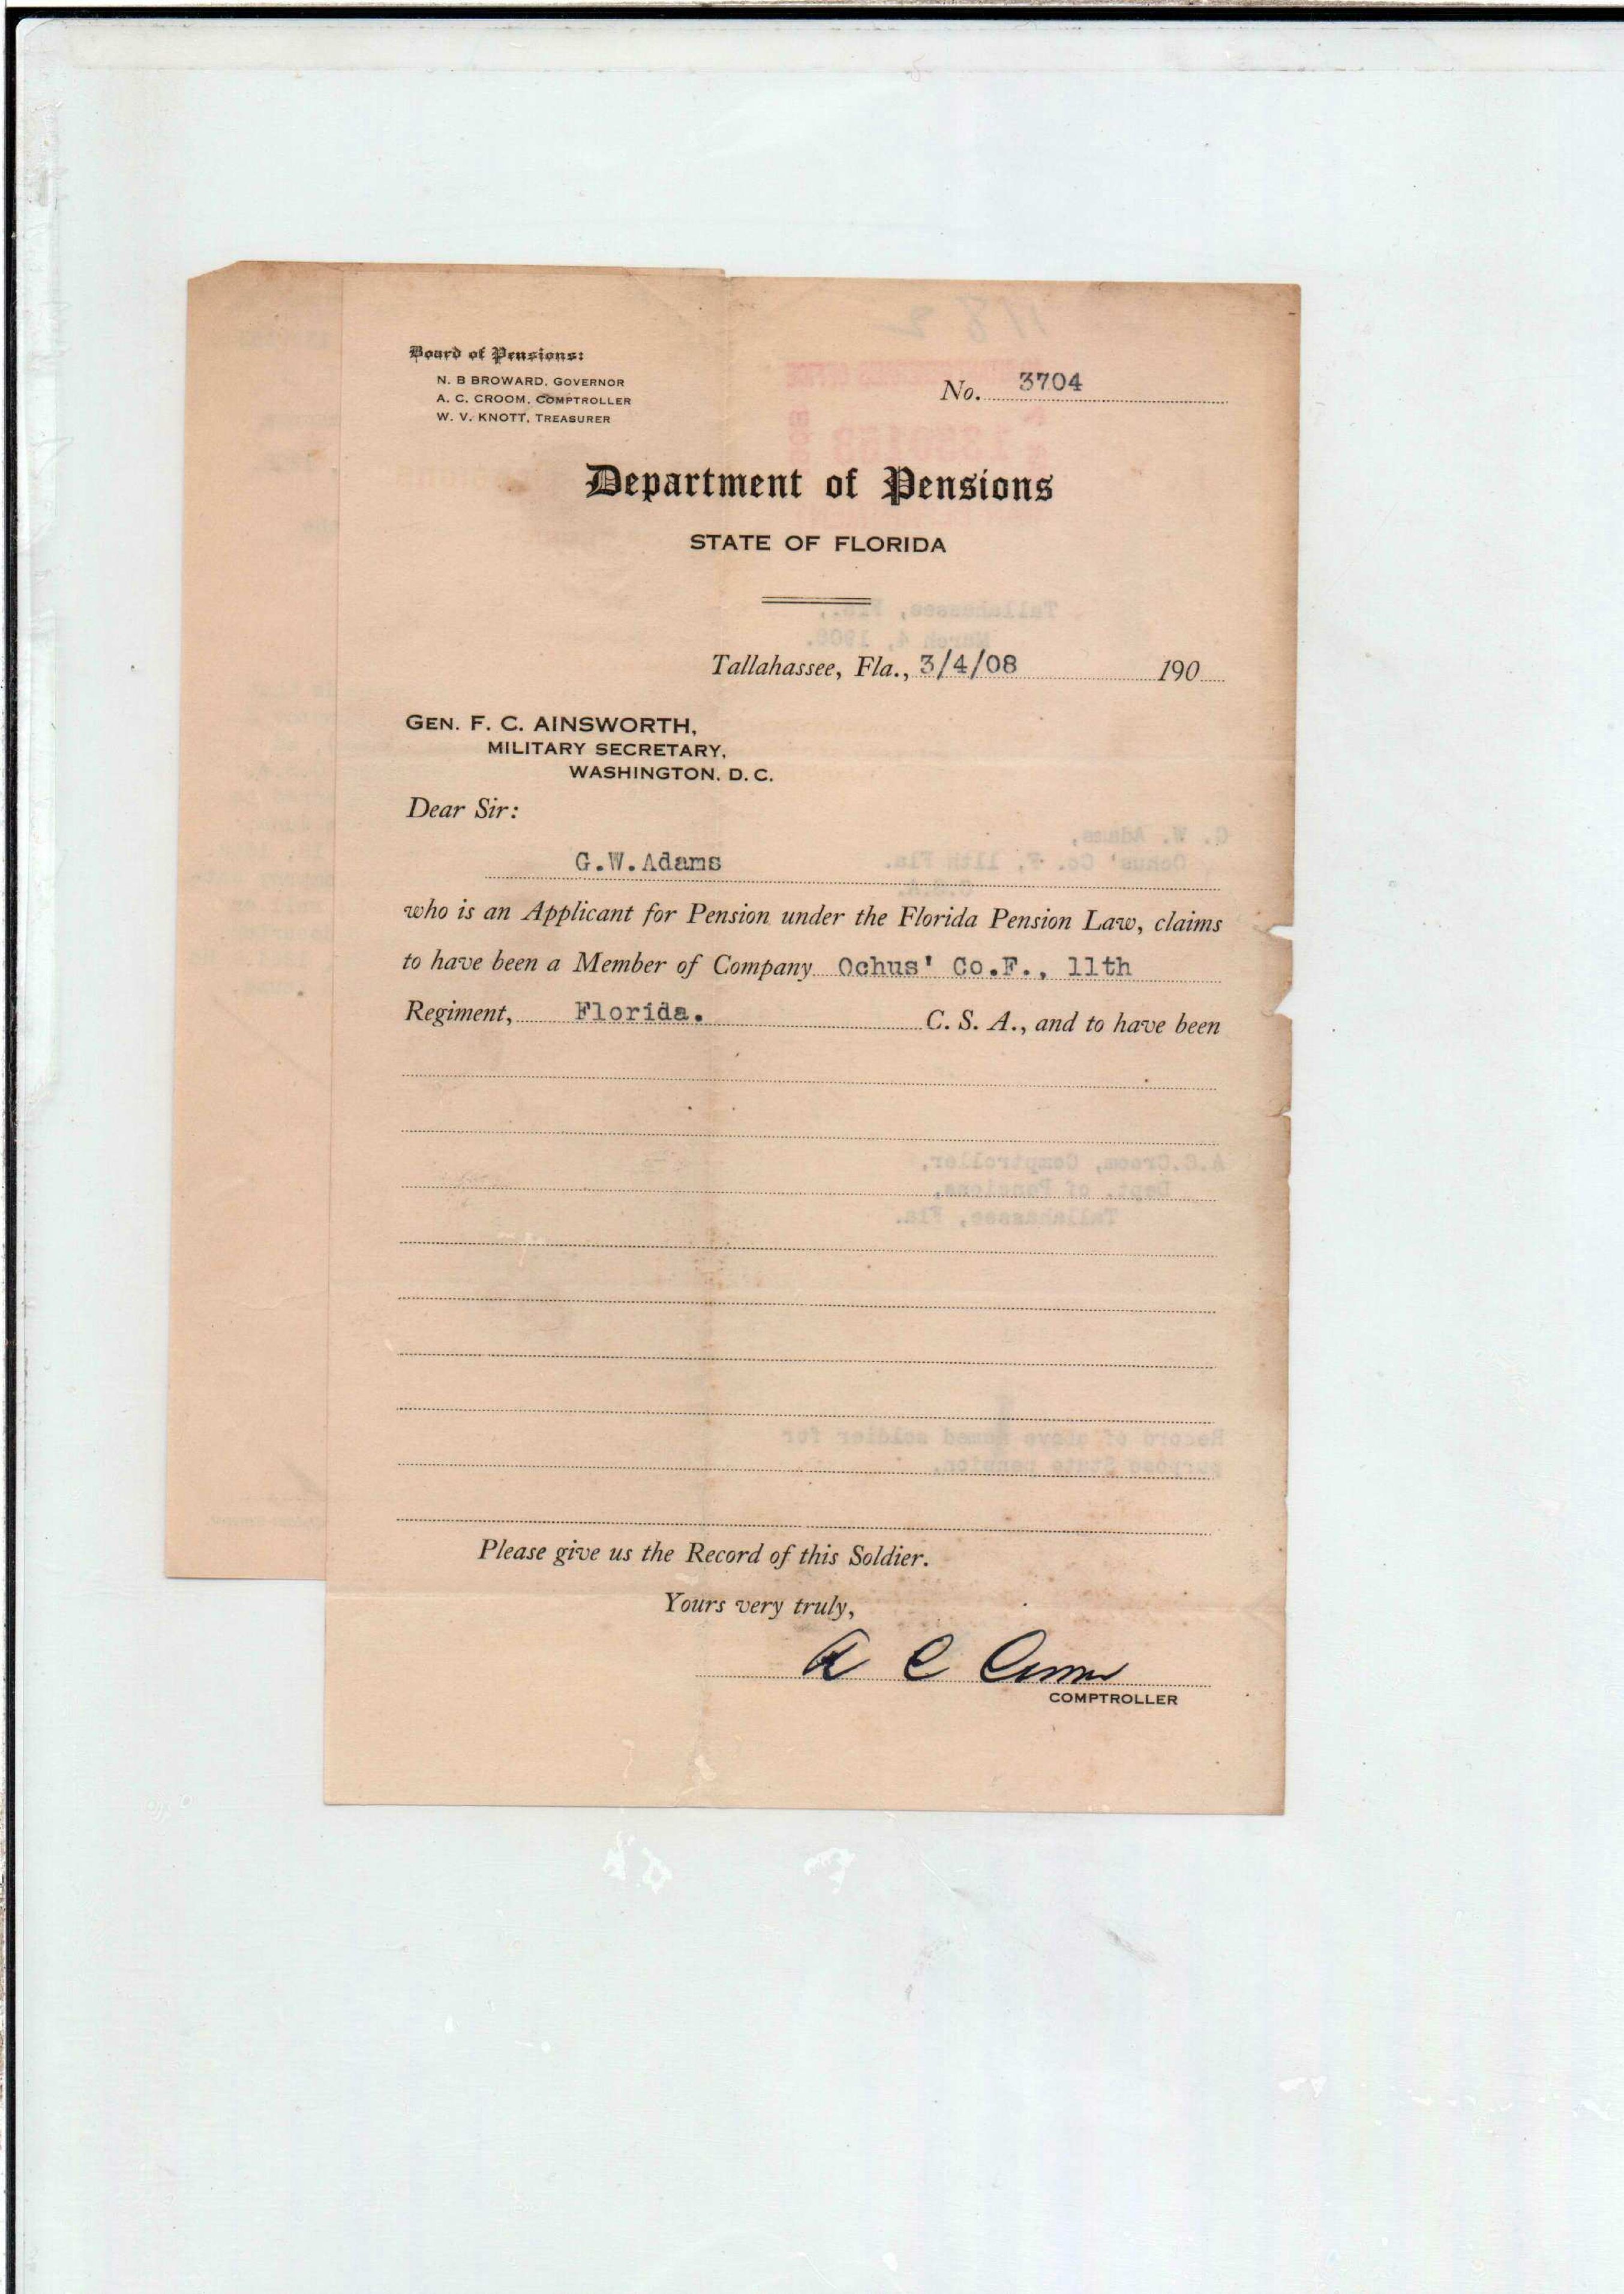 Board of Pensions:
N. B BROWARD, GOVERNOR
A. C. CROOM, COMPTROLLER
W. V. KNOTT, TREASURER
No. 3704
Department of Pensions
STATE OF FLORIDA
Tallahassee, Fla., 3/4/08 190
GEN. F. C. AINSWORTH,
MILITARY SECRETARY,
WASHINGTON, D. C.
Dear Sir:
G.W.Adams
who is an Applicant for Pension under the Florida Pension Law, claims
to have been a Member of Company Ochus' Co.F., 11th
Regiment, Florida. C. S. A., and to have been
Please give us the Record of this Soldier.
Yours very truly,
A C Croom
COMPTROLLER